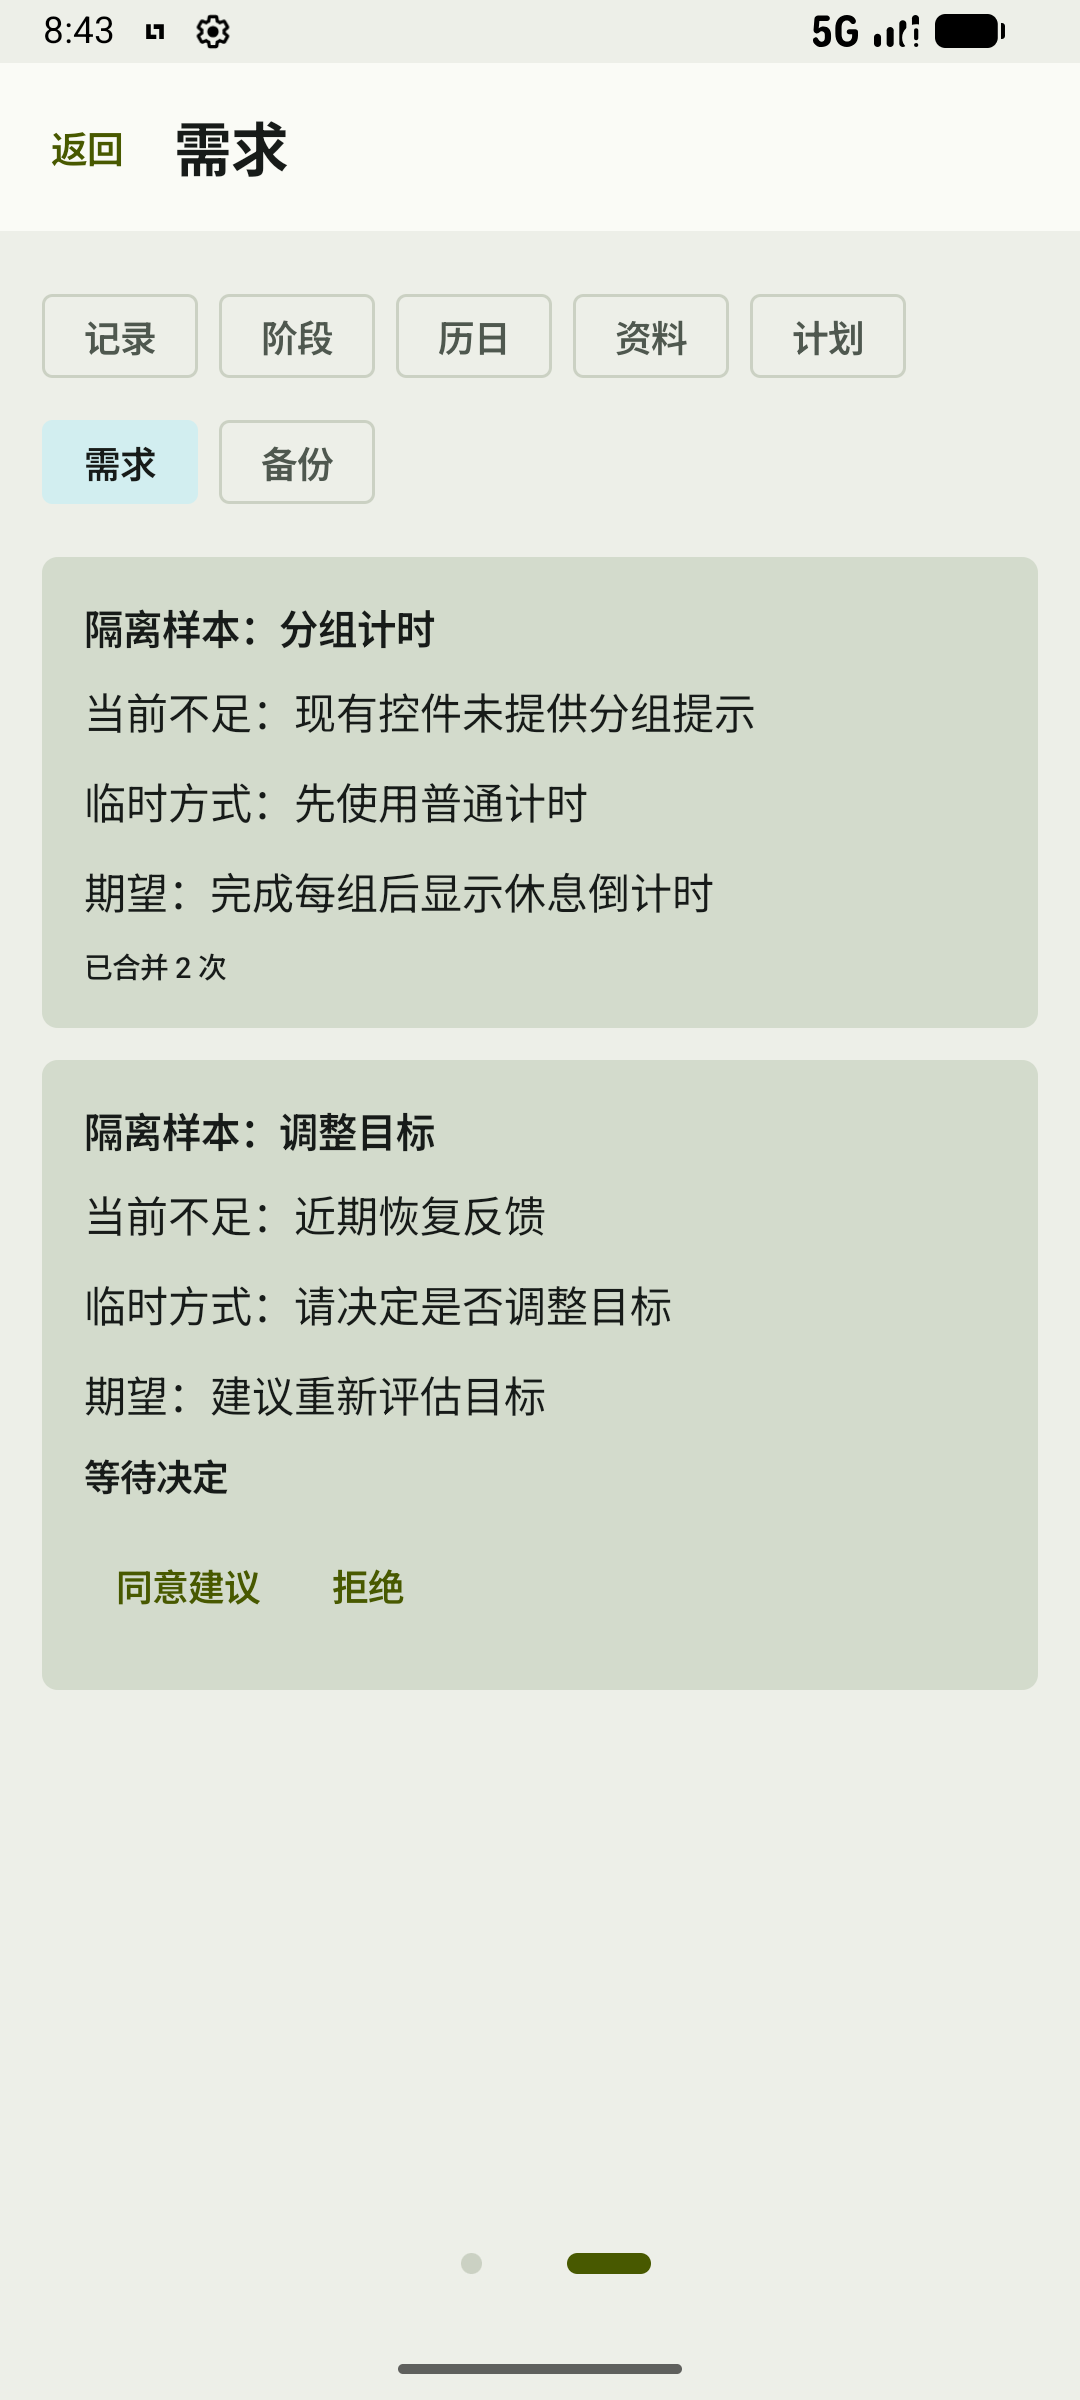 8:43
5G
返回
需求
记录
阶段
历日
资料
计划
需求
备份
隔离样本：分组计时
当前不足：现有控件未提供分组提示
临时方式：先使用普通计时
期望：完成每组后显示休息倒计时
已合并 2 次
隔离样本：调整目标
当前不足：近期恢复反馈
临时方式：请决定是否调整目标
期望：建议重新评估目标
等待决定
同意建议
拒绝